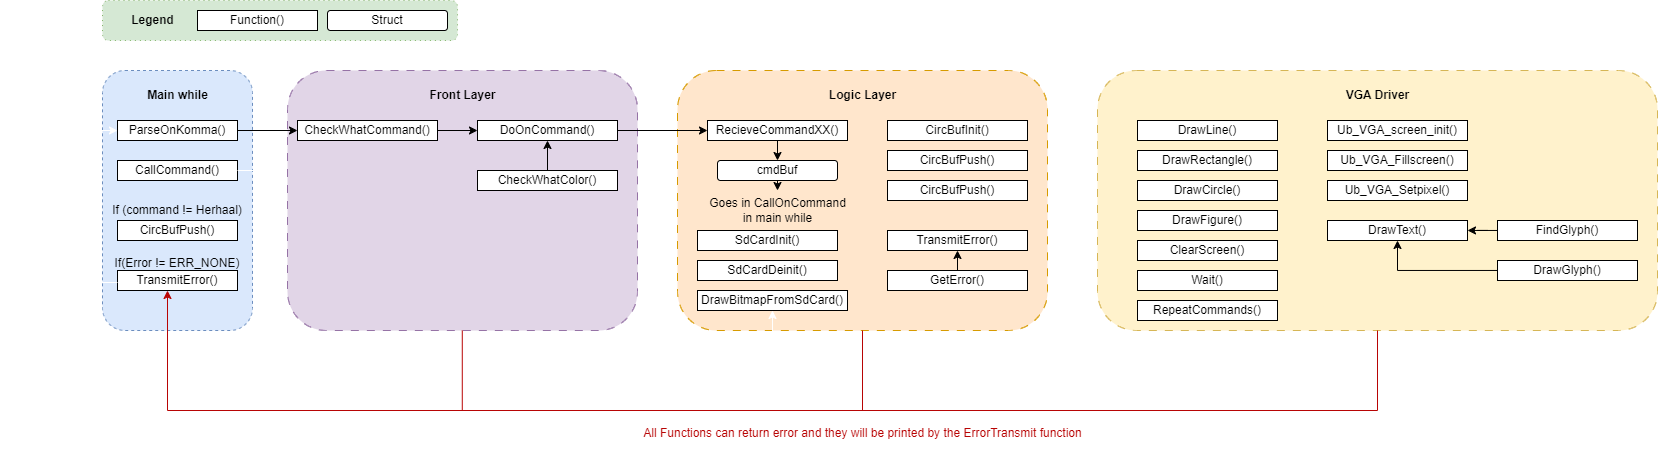 Legend
Function()
Struct
Main while
ParseOnKomma()
CallCommand()
If (command != Herhaal)
CircBufPush()
If(Error != ERR_NONE)
TransmitError()
Front Layer
CheckWhatCommand()
DoOnCommand()
CheckWhatColor()
Logic Layer
RecieveCommandXX()
cmdBuf
Goes in CallOnCommand
in main while
SdCardInit()
SdCardDeinit()
DrawBitmapFromSdCard()
CircBufInit()
CircBufPush()
CircBufPush()
TransmitError()
GetError()
VGA Driver
DrawLine()
DrawRectangle()
DrawCircle()
DrawFigure()
ClearScreen()
Wait()
RepeatCommands()
Ub_VGA_screen_init()
Ub_VGA_Fillscreen()
Ub_VGA_Setpixel()
DrawText()
FindGlyph()
DrawGlyph()
All Functions can return error and they will be printed by the ErrorTransmit function